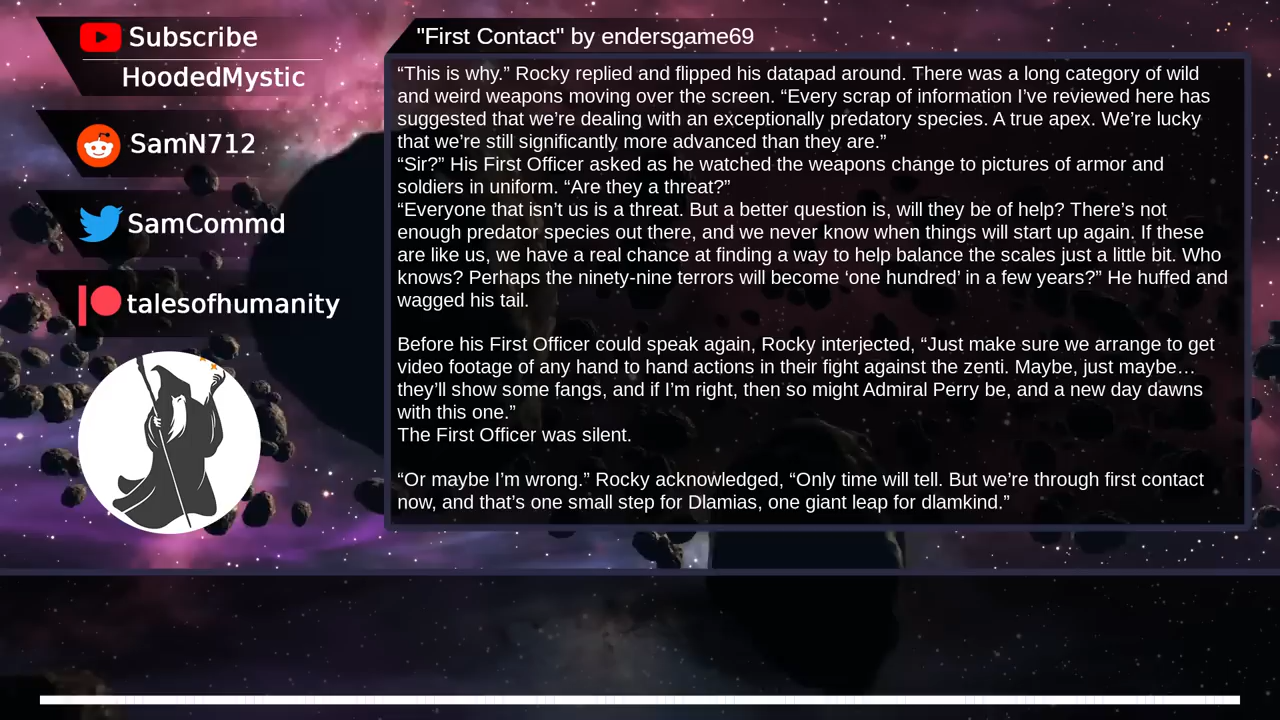 Subscribe
HoodedMystic
SamN712
SamCommd
talesofhumanity
"First Contact" by endersgame69
“This is why.” Rocky replied and flipped his datapad around. There was a long category of wild
and weird weapons moving over the screen. “Every scrap of information I’ve reviewed here has
suggested that we’re dealing with an exceptionally predatory species. A true apex. We’re lucky
that we’re still significantly more advanced than they are.”
“Sir?” His First Officer asked as he watched the weapons change to pictures of armor and
soldiers in uniform. “Are they a threat?”
“Everyone that isn’t us is a threat. But a better question is, will they be of help? There’s not
enough predator species out there, and we never know when things will start up again. If these
are like us, we have a real chance at finding a way to help balance the scales just a little bit. Who
knows? Perhaps the ninety-nine terrors will become ‘one hundred’ in a few years?” He huffed and
wagged his tail.
Before his First Officer could speak again, Rocky interjected, “Just make sure we arrange to get
video footage of any hand to hand actions in their fight against the zenti. Maybe, just maybe…
they’ll show some fangs, and if I’m right, then so might Admiral Perry be, and a new day dawns
with this one.”
The First Officer was silent.
“Or maybe I’m wrong.” Rocky acknowledged, “Only time will tell. But we’re through first contact
now, and that’s one small step for Dlamias, one giant leap for dlamkind.”